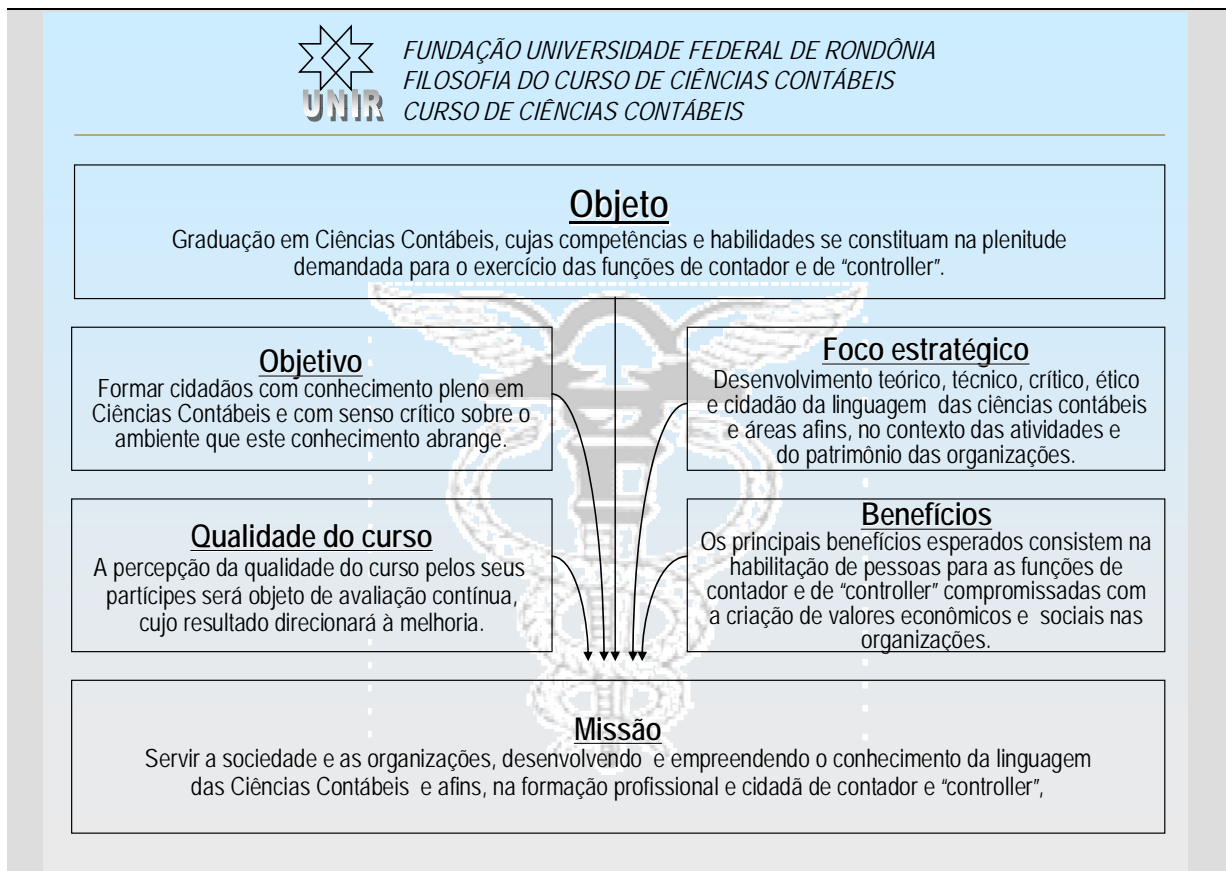 FUNDAÇÃO UNIVERSIDADE FEDERAL DE RONDÔNIA
FILOSOFIA DO CURSO DE CIÊNCIAS CONTÁBEIS
UNIR CURSO DE CIÊNCIAS CONTÁBEIS
Objeto
Graduação em Ciências Contábeis, cujas competências e habilidades se constituam na plenitude
demandada para o exercício das funções de contador e de “controller”.
Objetivo
Formar cidadãos com conhecimento pleno em
Ciências Contábeis e com senso crítico sobre o
ambiente que este conhecimento abrange.
Foco estratégico
Desenvolvimento teórico, técnico, crítico, ético
e cidadão da linguagem das ciências contábeis
e áreas afins, no contexto das atividades e
do patrimônio das organizações.
Qualidade do curso
A percepção da qualidade do curso pelos seus
partícipes será objeto de avaliação contínua,
cujo resultado direcionará à melhoria.
Benefícios
Os principais benefícios esperados consistem na
habilitação de pessoas para as funções de
contador e de “controller” compromissadas com
a criação de valores econômicos e sociais nas
organizações.
Missão
Servir a sociedade e as organizações, desenvolvendo e empreendendo o conhecimento da linguagem
das Ciências Contábeis e afins, na formação profissional e cidadã de contador e “controller”,